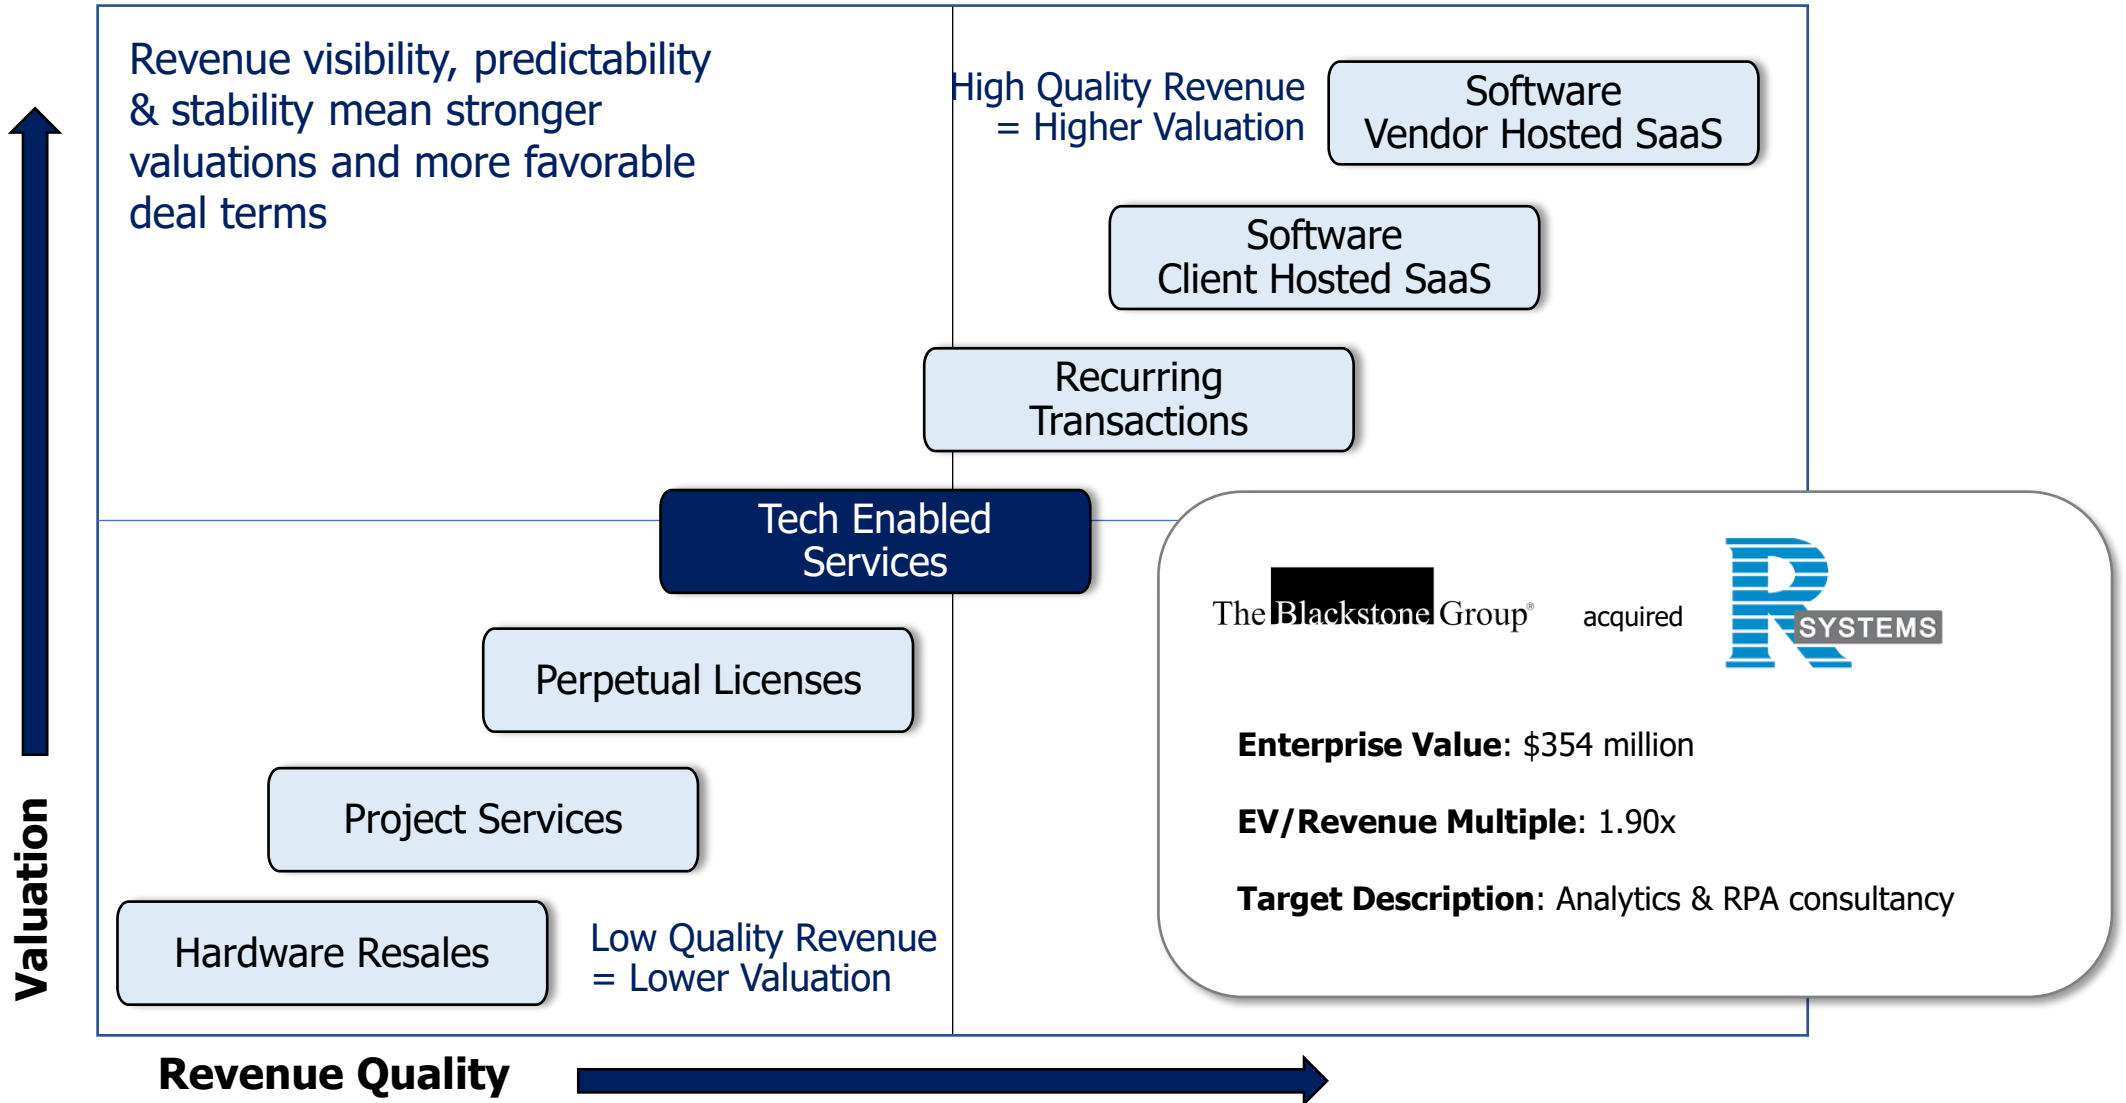 Revenue visibility, predictability
& stability mean stronger
valuations and more favorable
deal terms
High Quality Revenue
= Higher Valuation
Software
Vendor Hosted SaaS
Software
Client Hosted SaaS
Recurring
Transactions
Tech Enabled
Services
Perpetual Licenses
Project Services
Hardware Resales
Low Quality Revenue
= Lower Valuation
The Blackstone Group®
acquired
R SYSTEMS
Enterprise Value: $354 million
EV/Revenue Multiple: 1.90x
Target Description: Analytics & RPA consultancy
Valuation
Revenue Quality